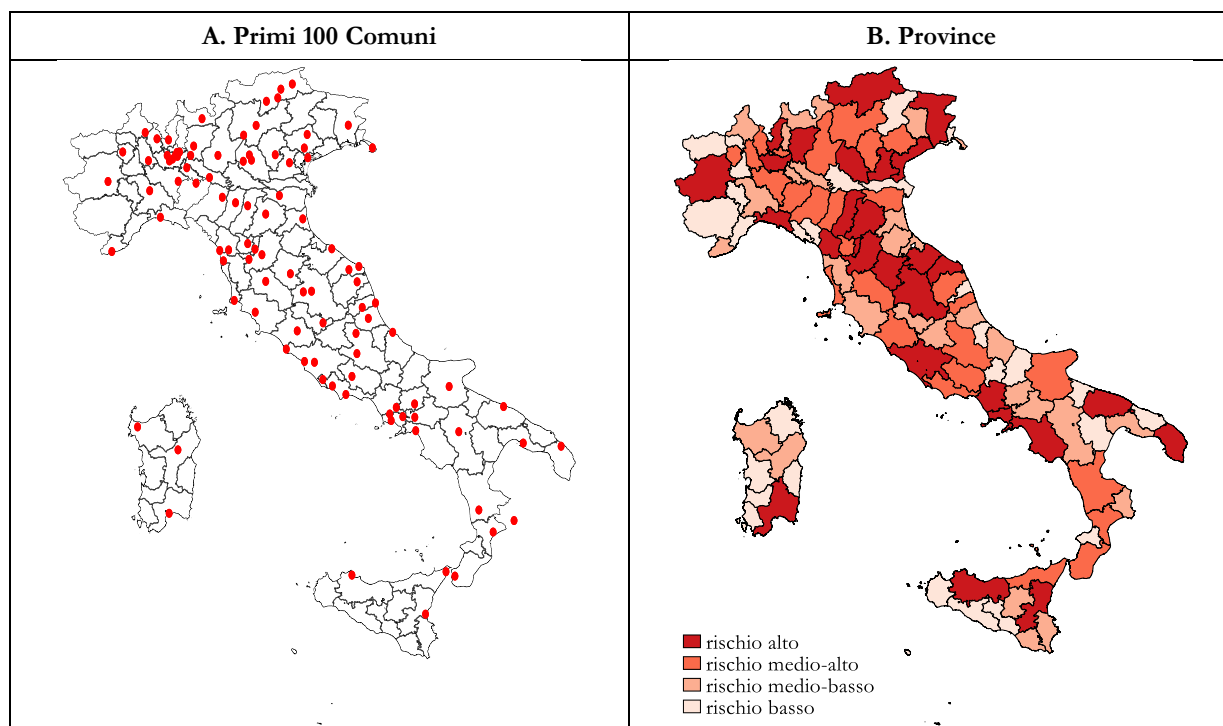 A. Primi 100 Comuni
B. Province
rischio alto
rischio medio-alto
rischio medio-basso
rischio basso